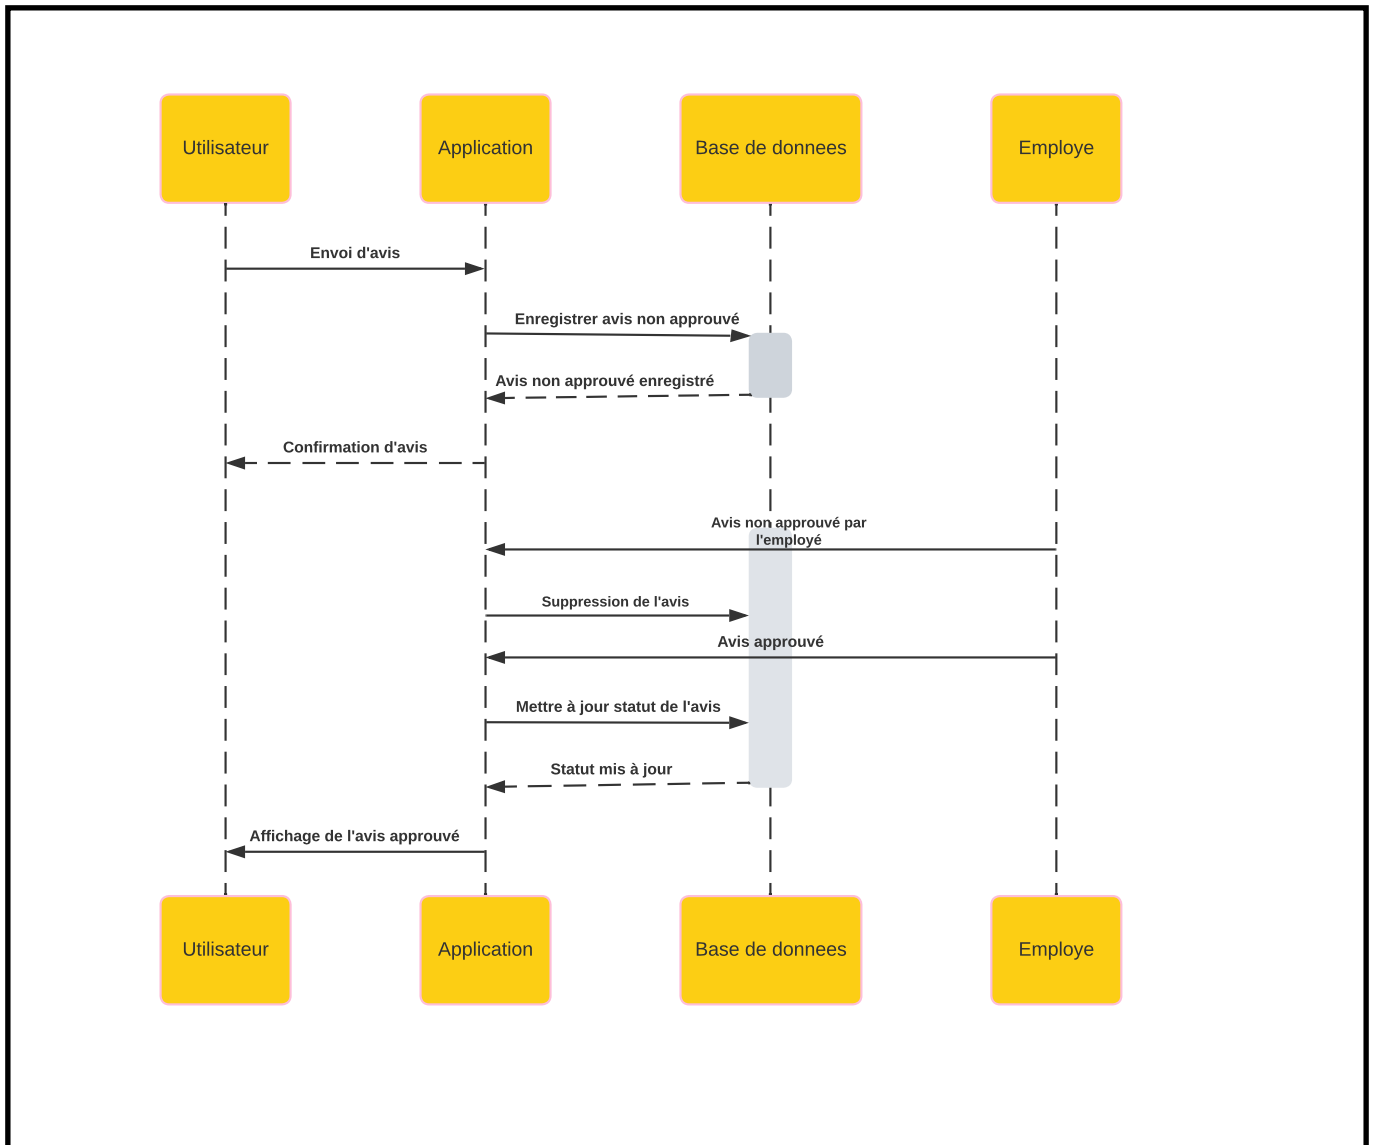 Utilisateur
Application
Base de donnees
Employe
Envoi d'avis
Enregistrer avis non approuvé
Avis non approuvé enregistré
Confirmation d'avis
Avis non approuvé par
l'employé
Suppression de l'avis
Avis approuvé
Mettre à jour statut de l'avis
Statut mis à jour
Affichage de l'avis approuvé
Utilisateur
Application
Base de donnees
Employe